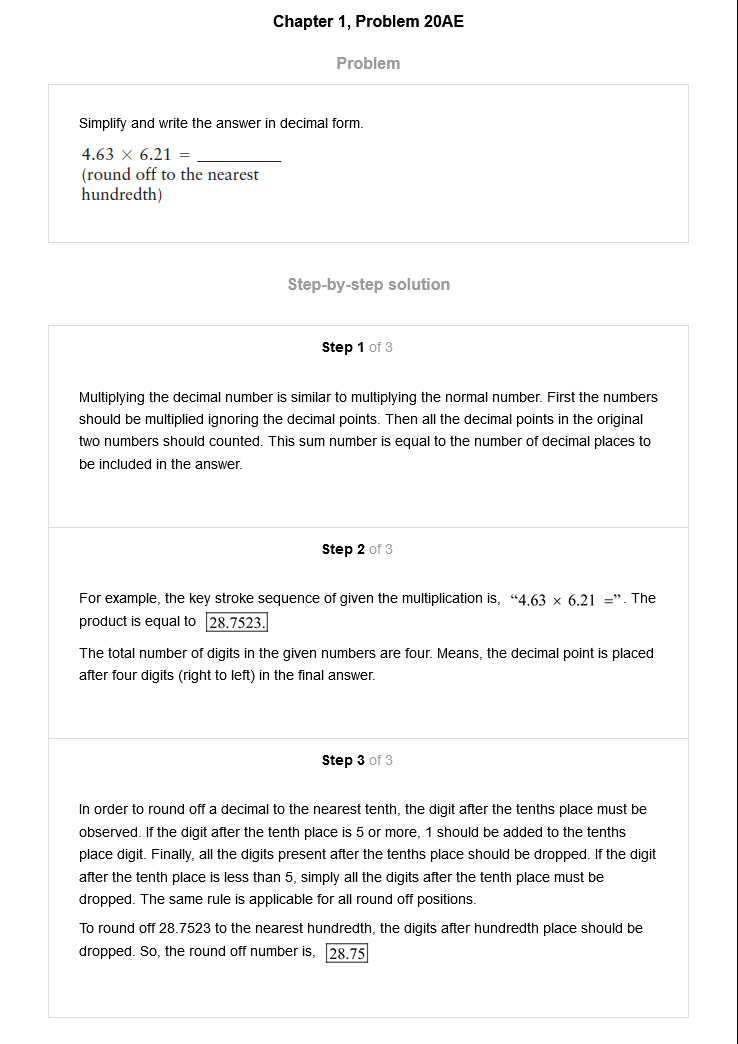 Chapter 1, Problem 20AE
Problem
Simplify and write the answer in decimal form.
4.63 × 6.21 = __________
(round off to the nearest
hundredth)
Step-by-step solution
Step 1 of 3
Multiplying the decimal number is similar to multiplying the normal number. First the numbers
should be multiplied ignoring the decimal points. Then all the decimal points in the original
two numbers should counted. This sum number is equal to the number of decimal places to
be included in the answer.
Step 2 of 3
For example, the key stroke sequence of given the multiplication is, “4.63 × 6.21 =”. The
product is equal to 28.7523.
The total number of digits in the given numbers are four. Means, the decimal point is placed
after four digits (right to left) in the final answer.
Step 3 of 3
In order to round off a decimal to the nearest tenth, the digit after the tenths place must be
observed. If the digit after the tenth place is 5 or more, 1 should be added to the tenths
place digit. Finally, all the digits present after the tenths place should be dropped. If the digit
after the tenth place is less than 5, simply all the digits after the tenth place must be
dropped. The same rule is applicable for all round off positions.
To round off 28.7523 to the nearest hundredth, the digits after hundredth place should be
dropped. So, the round off number is, 28.75